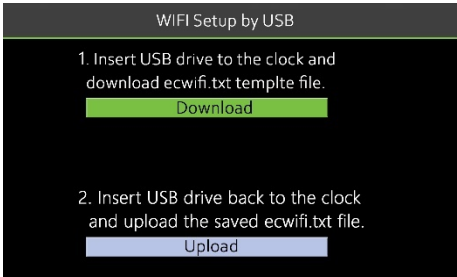 WIFI Setup by USB
1. Insert USB drive to the clock and
download ecwifi.txt templte file.
Download
2. Insert USB drive back to the clock
and upload the saved ecwifi.txt file.
Upload